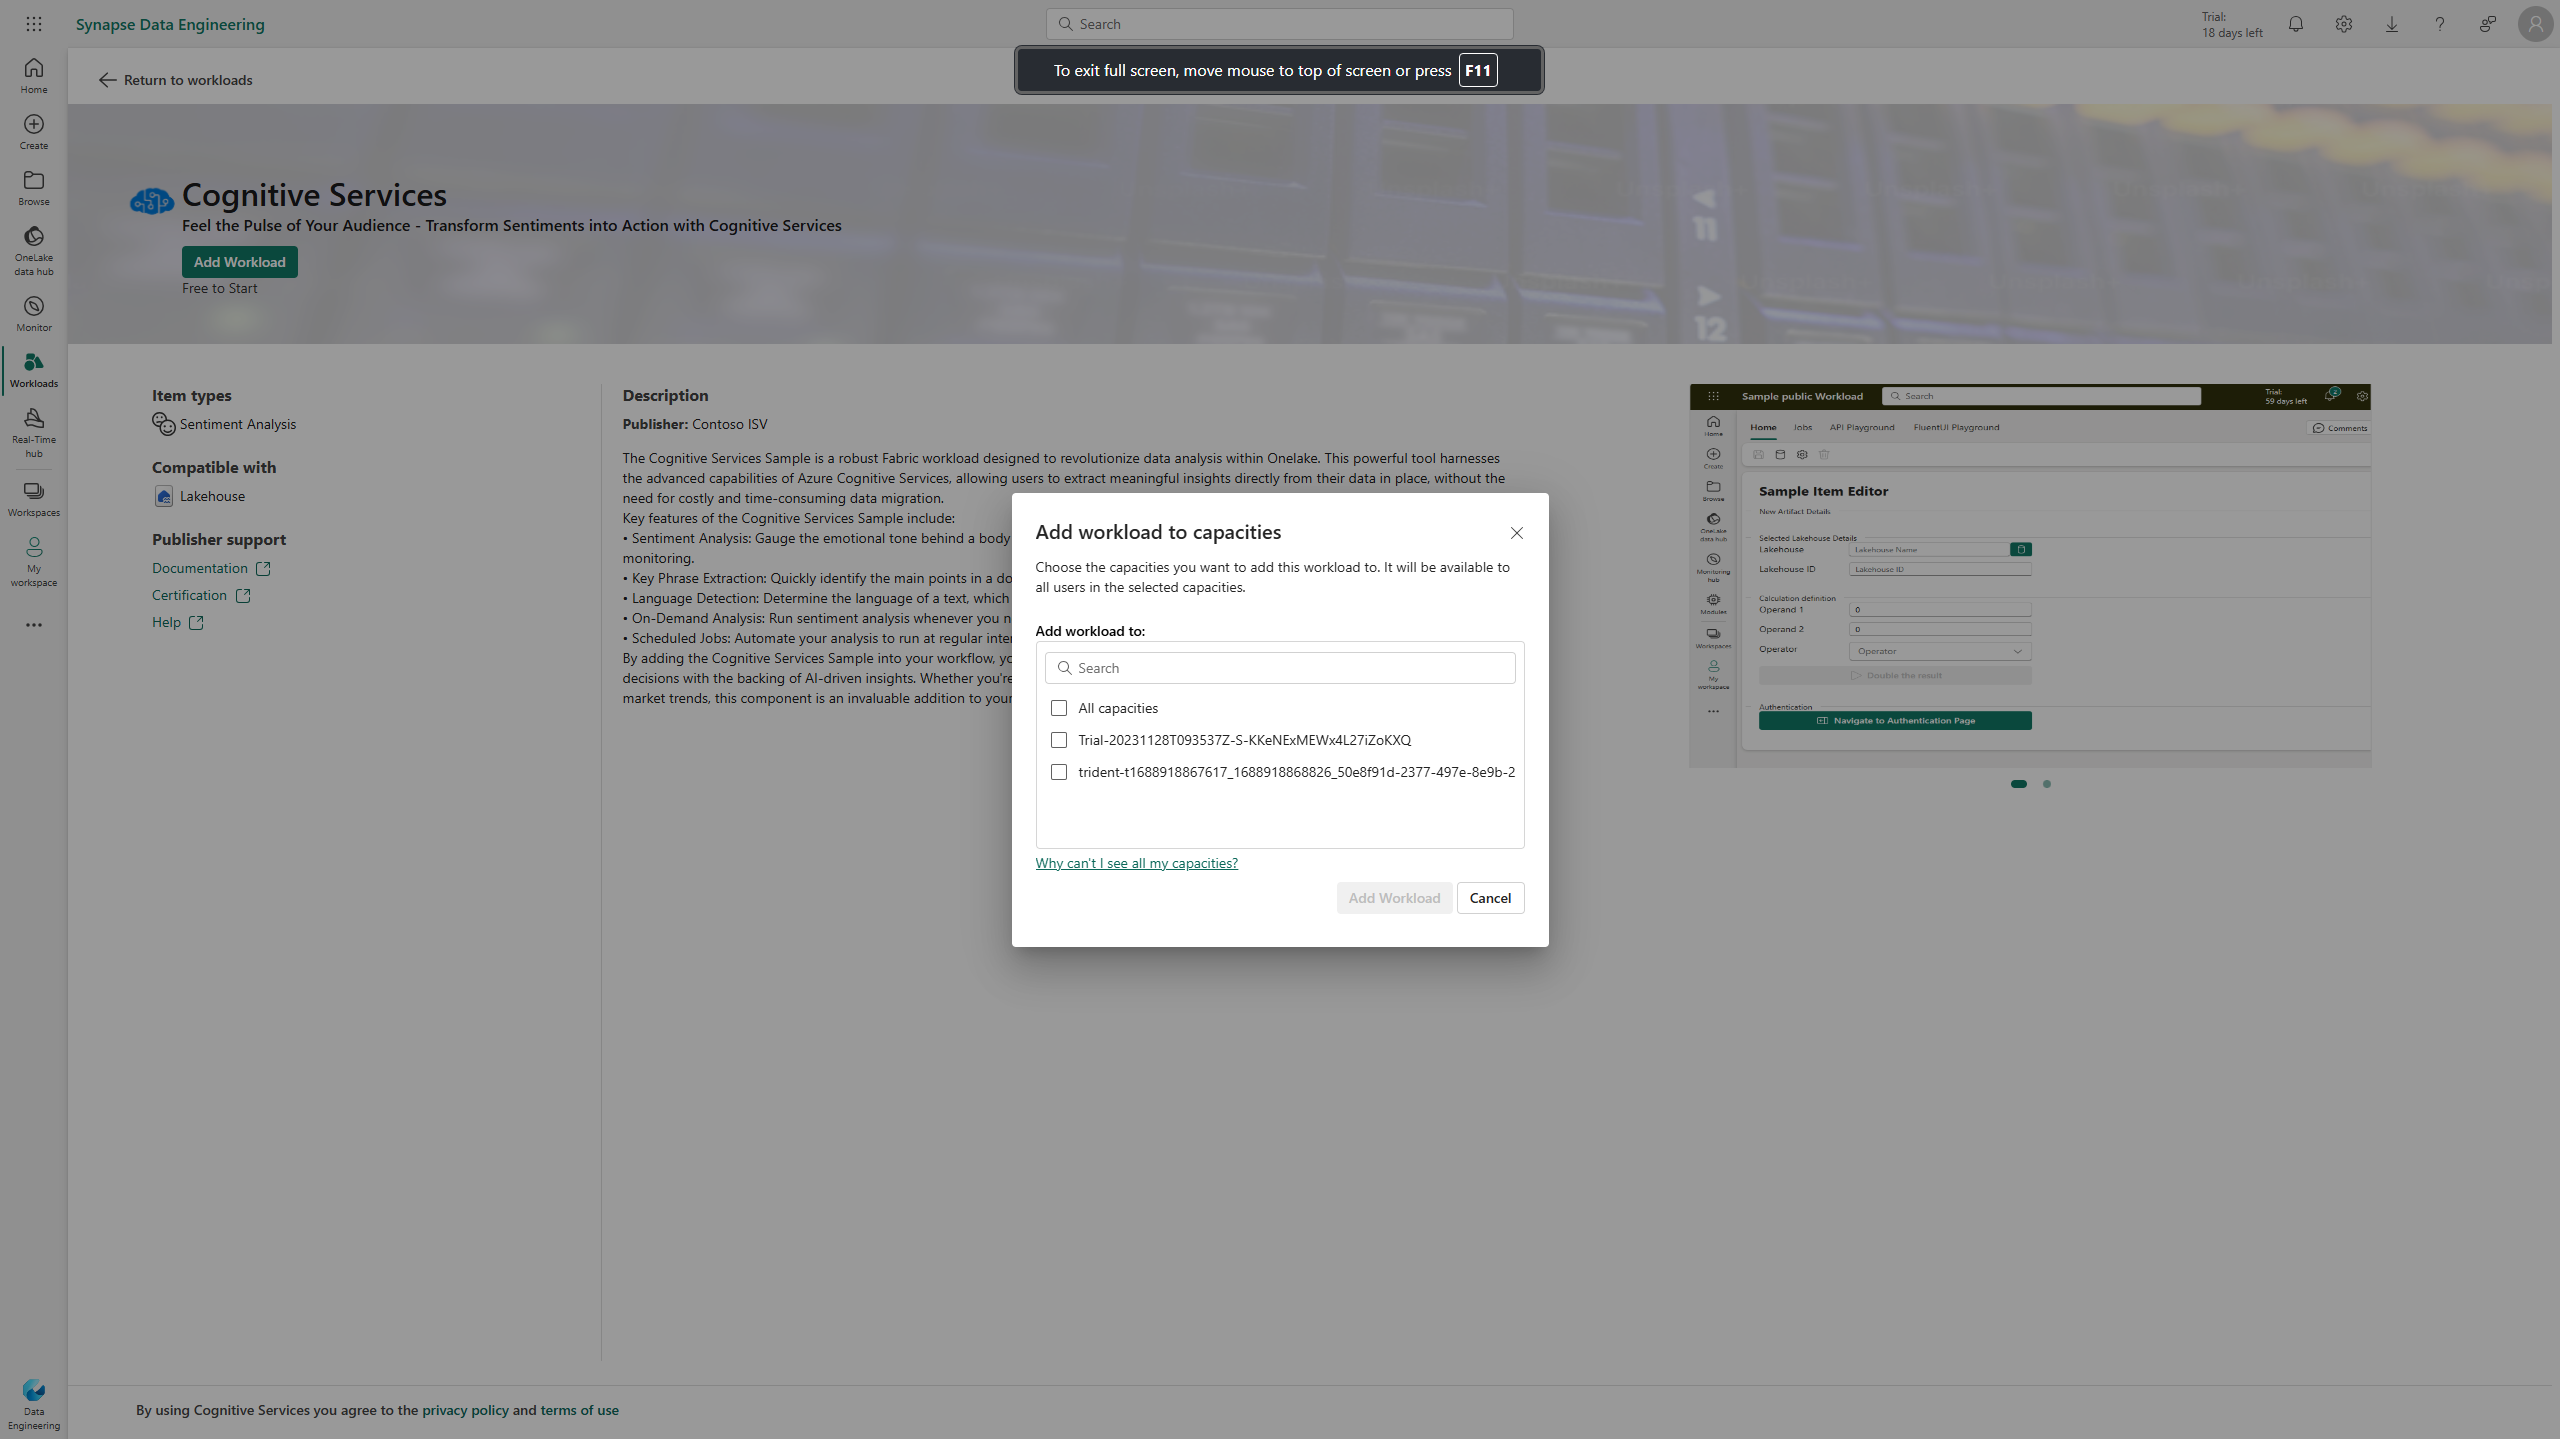 Synapse Data Engineering
Search
Trial:
18 days left
To exit full screen, move mouse to top of screen or press F11
Home
Create
Browse
OneLake
data hub
Monitor
Workloads
Real-Time
hub
Workspaces
My
workspace
Data
Engineering
Return to workloads
Cognitive Services
Feel the Pulse of Your Audience - Transform Sentiments into Action with Cognitive Services
Add Workload
Free to Start
11
12
Item types
Sentiment Analysis
Compatible with
Lakehouse
Publisher support
Documentation
Certification
Help
Description
Publisher: Contoso ISV
The Cognitive Services Sample is a robust Fabric workload designed to revolutionize data analysis within Onelake. This powerful tool harnesses
the advanced capabilities of Azure Cognitive Services, allowing users to extract meaningful insights directly from their data in place, without the
need for costly and time-consuming data migration.
Key features of the Cognitive Services Sample include:
• Sentiment Analysis: Gauge the emotional tone behind a body
monitoring.
• Key Phrase Extraction: Quickly identify the main points in a do
• Language Detection: Determine the language of a text, which
• On-Demand Analysis: Run sentiment analysis whenever you n
• Scheduled Jobs: Automate your analysis to run at regular inter
By adding the Cognitive Services Sample into your workflow, yo
decisions with the backing of AI-driven insights. Whether you're
market trends, this component is an invaluable addition to your
Add workload to capacities
Choose the capacities you want to add this workload to. It will be available to
all users in the selected capacities.
Add workload to:
Search
All capacities
Trial-20231128T093537Z-S-KKeNExMEWx4L27iZoKXQ
trident-t1688918867617_1688918868826_50e8f91d-2377-497e-8e9b-2
Why can't I see all my capacities?
Add Workload
Cancel
Sample public Workload
Search
Trial:
59 days left
2
Home
Create
Browse
OneLake
data hub
Monitoring
hub
Modules
Workspaces
My
workspace
Home Jobs API Playground FluentUI Playground
Comments
Sample Item Editor
New Artifact Details
Selected Lakehouse Details
Lakehouse Lakehouse Name
Lakehouse ID Lakehouse ID
Calculation definition
Operand 1 0
Operand 2 0
Operator Operator
Double the result
Authentication
Navigate to Authentication Page
By using Cognitive Services you agree to the privacy policy and terms of use